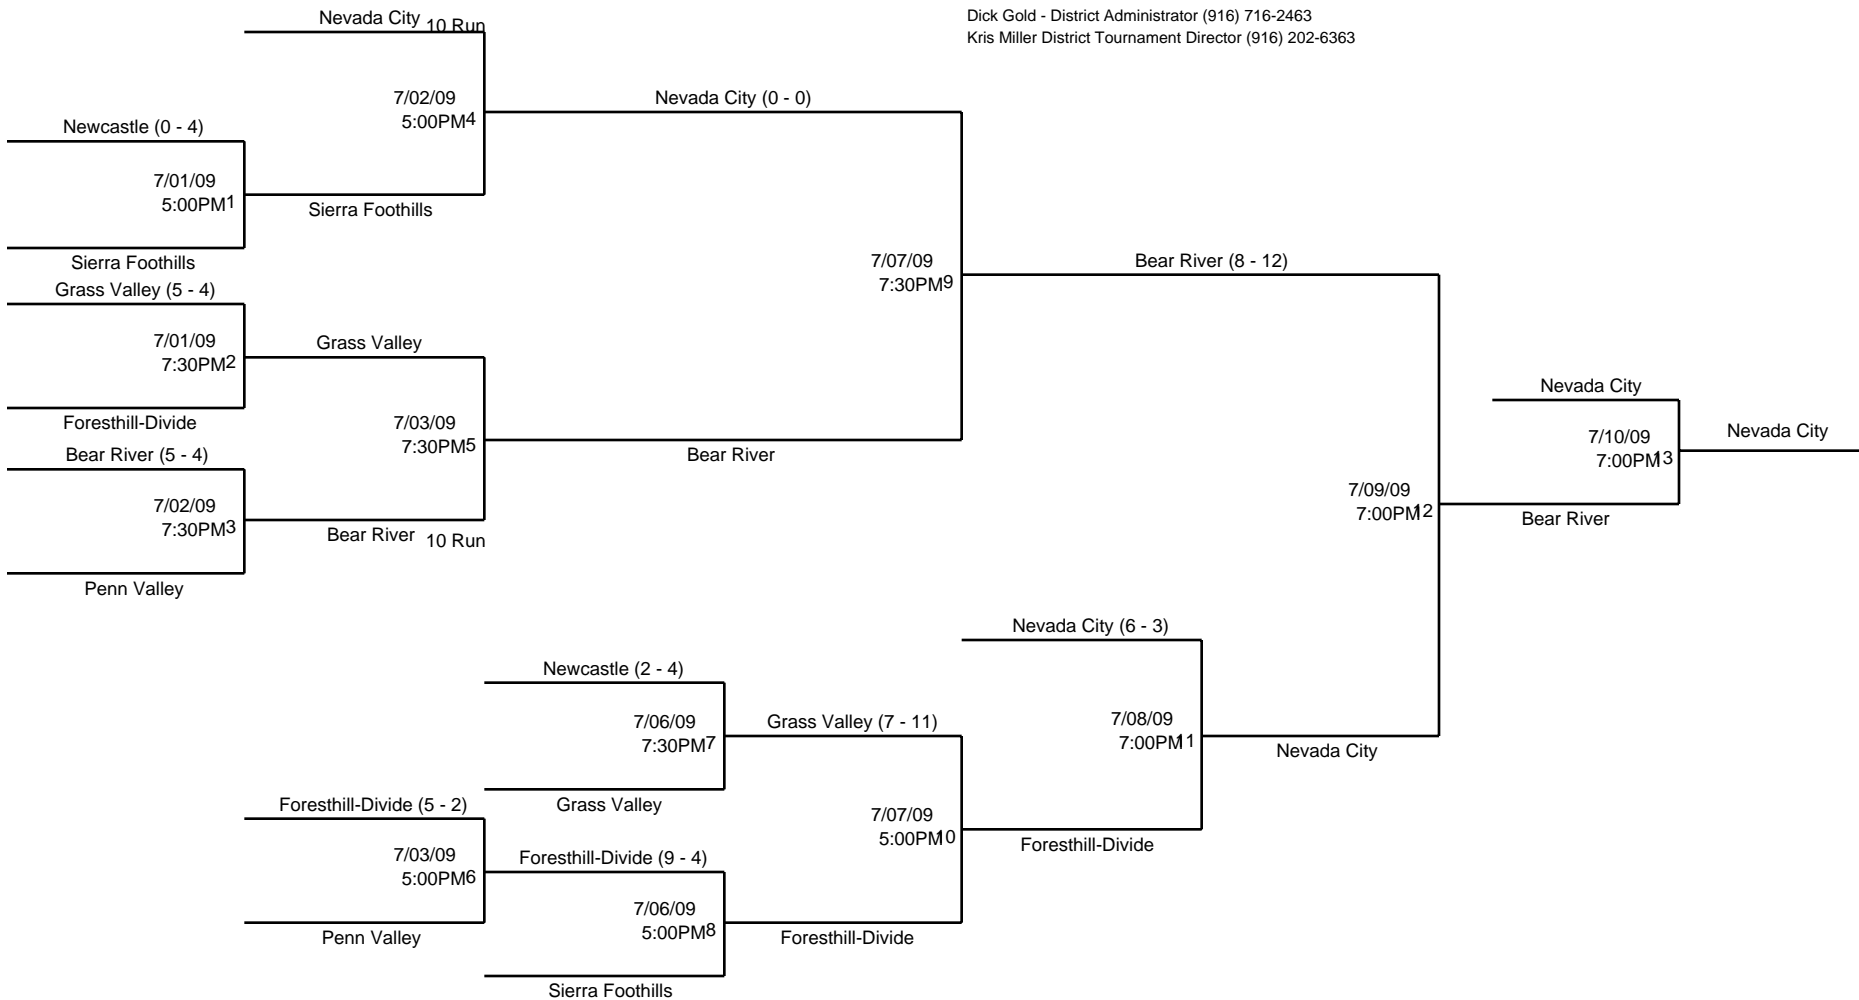 Nevada City 10 Run
Dick Gold - District Administrator (916) 716-2463
Kris Miller District Tournament Director (916) 202-6363
7/02/09
5:00PM4
Nevada City (0 - 0)
Newcastle (0 - 4)
7/01/09
5:00PM1
Sierra Foothills
Sierra Foothills
Grass Valley (5 - 4)
7/01/09
7:30PM2
Grass Valley
Foresthill-Divide
Bear River (5 - 4)
7/03/09
7:30PM5
Bear River
7/02/09
7:30PM3
Bear River 10 Run
Penn Valley
7/07/09
7:30PM9
Bear River (8 - 12)
Nevada City
7/10/09
7:00PM13
Nevada City
7/09/09
7:00PM12
Bear River
Nevada City (6 - 3)
Newcastle (2 - 4)
7/06/09
7:30PM7
Grass Valley (7 - 11)
7/08/09
7:00PM11
Nevada City
Grass Valley
Foresthill-Divide (5 - 2)
7/07/09
5:00PM10
Foresthill-Divide
7/03/09
5:00PM6
Foresthill-Divide (9 - 4)
7/06/09
5:00PM8
Penn Valley
Foresthill-Divide
Sierra Foothills